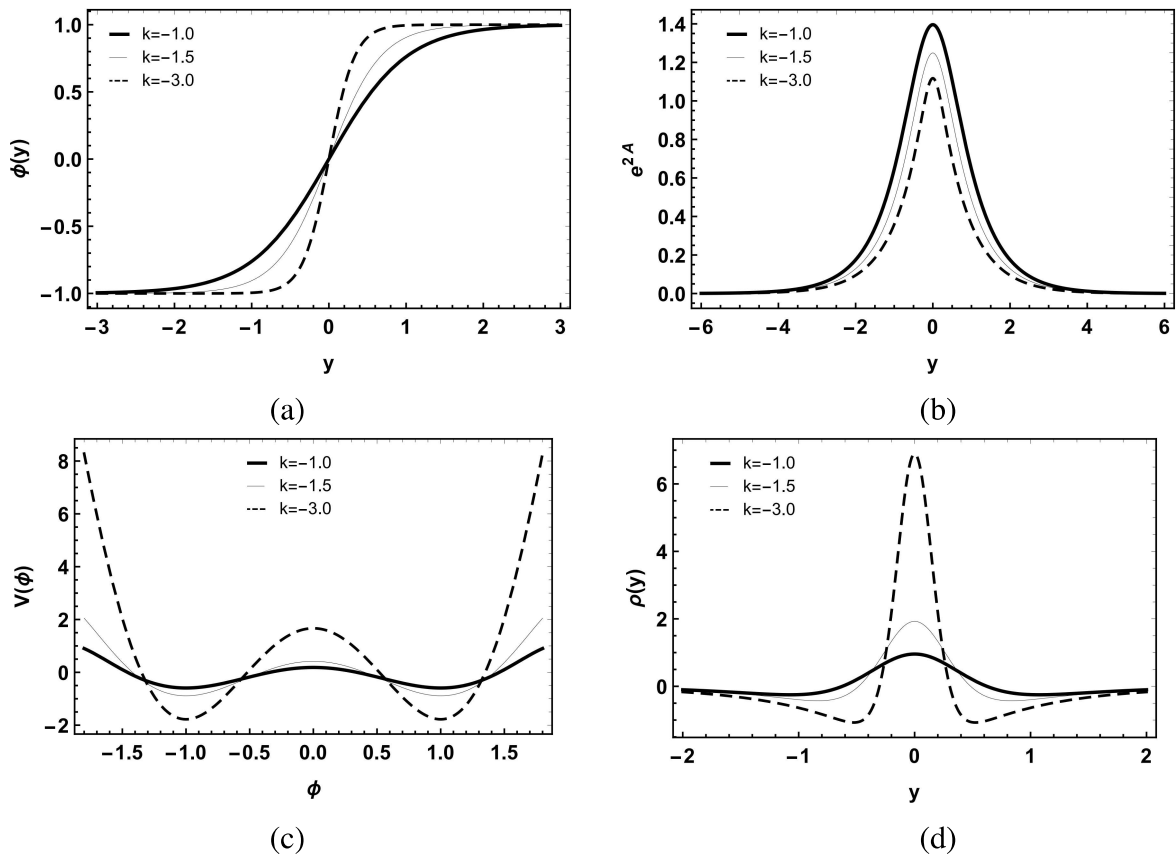 k=−1.0
k=−1.5
k=−3.0
1.0
0.5
0.0
−0.5
−1.0
ϕ(y)
−3 −2 −1 0 1 2 3
y
(a)
k=−1.0
k=−1.5
k=−3.0
1.4
1.2
1.0
0.8
0.6
0.4
0.2
0.0
e^{2A}
−6 −4 −2 0 2 4 6
y
(b)
k=−1.0
k=−1.5
k=−3.0
8
6
4
2
0
−2
V(ϕ)
−1.5 −1.0 −0.5 0.0 0.5 1.0 1.5
ϕ
(c)
k=−1.0
k=−1.5
k=−3.0
6
4
2
0
ρ(y)
−2 −1 0 1 2
y
(d)